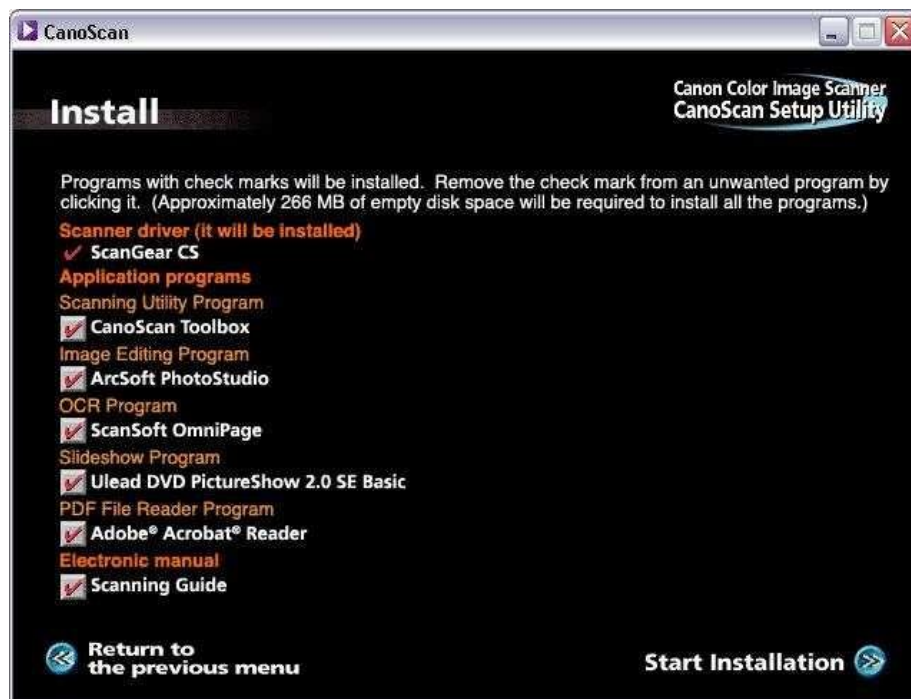 CanoScan
Install
Canon Color Image Scanner
CanoScan Setup Utility
Programs with check marks will be installed. Remove the check mark from an unwanted program by
clicking it. (Approximately 266 MB of empty disk space will be required to install all the programs.)
Scanner driver (it will be installed)
ScanGear CS
Application programs
Scanning Utility Program
CanoScan Toolbox
Image Editing Program
ArcSoft PhotoStudio
OCR Program
ScanSoft OmniPage
Slideshow Program
Ulead DVD PictureShow 2.0 SE Basic
PDF File Reader Program
Adobe® Acrobat® Reader
Electronic manual
Scanning Guide
Return to
the previous menu
Start Installation